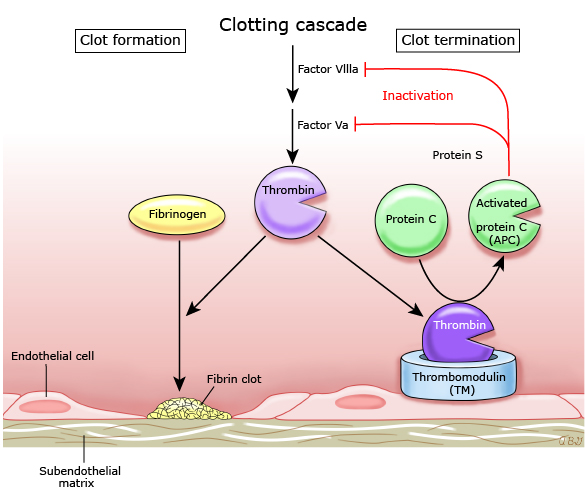 Clotting cascade
Clot formation
Clot termination
Factor VIIIa
Inactivation
Factor Va
Protein S
Thrombin
Fibrinogen
Protein C
Activated
protein C
(APC)
Thrombin
Thrombomodulin
(TM)
Endothelial cell
Fibrin clot
Subendothelial
matrix